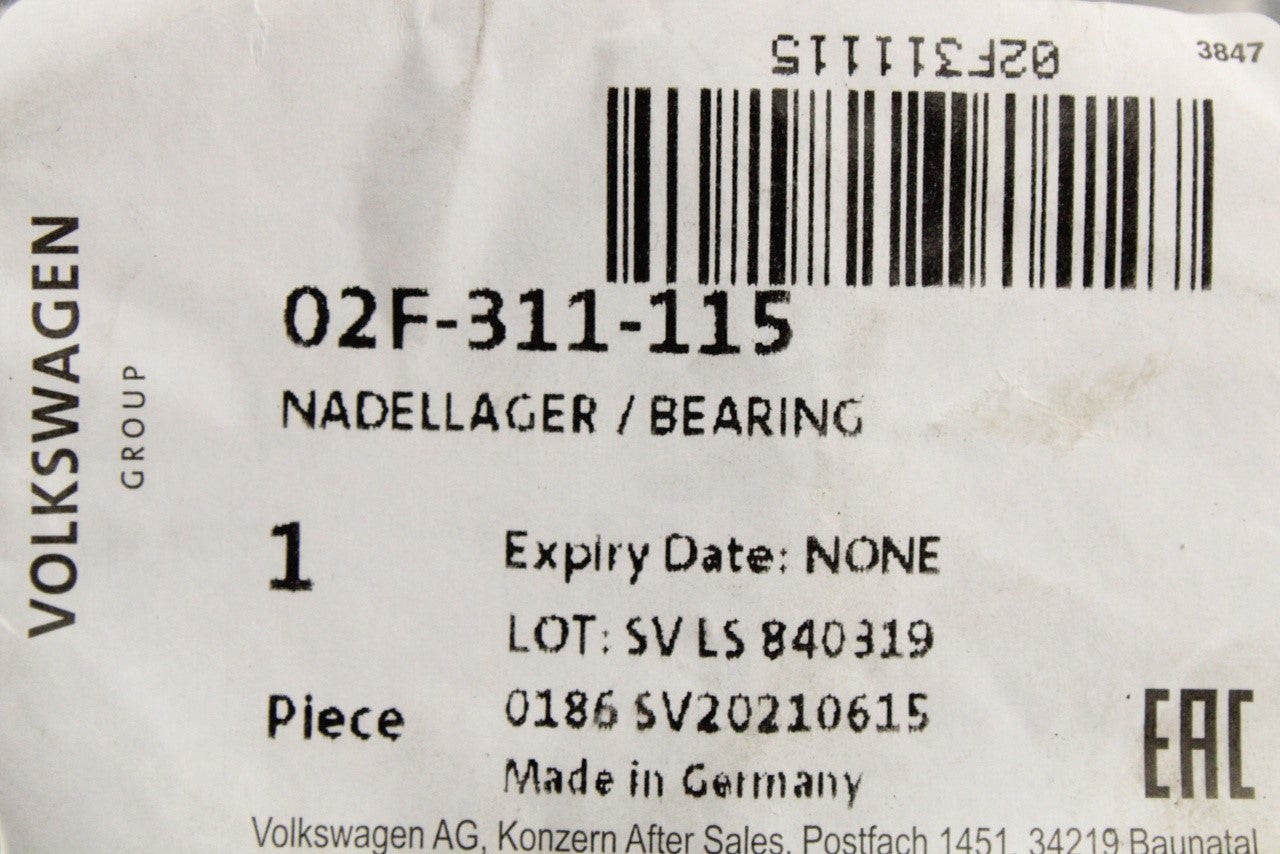 3847
02F311115
VOLKSWAGEN
GROUP
02F-311-115
NADELLAGER / BEARING
1
Piece
Expiry Date: NONE
LOT: SV LS 840319
0186 SV20210615
Made in Germany
EAC
Volkswagen AG, Konzern After Sales, Postfach 1451, 34219 Baunatal